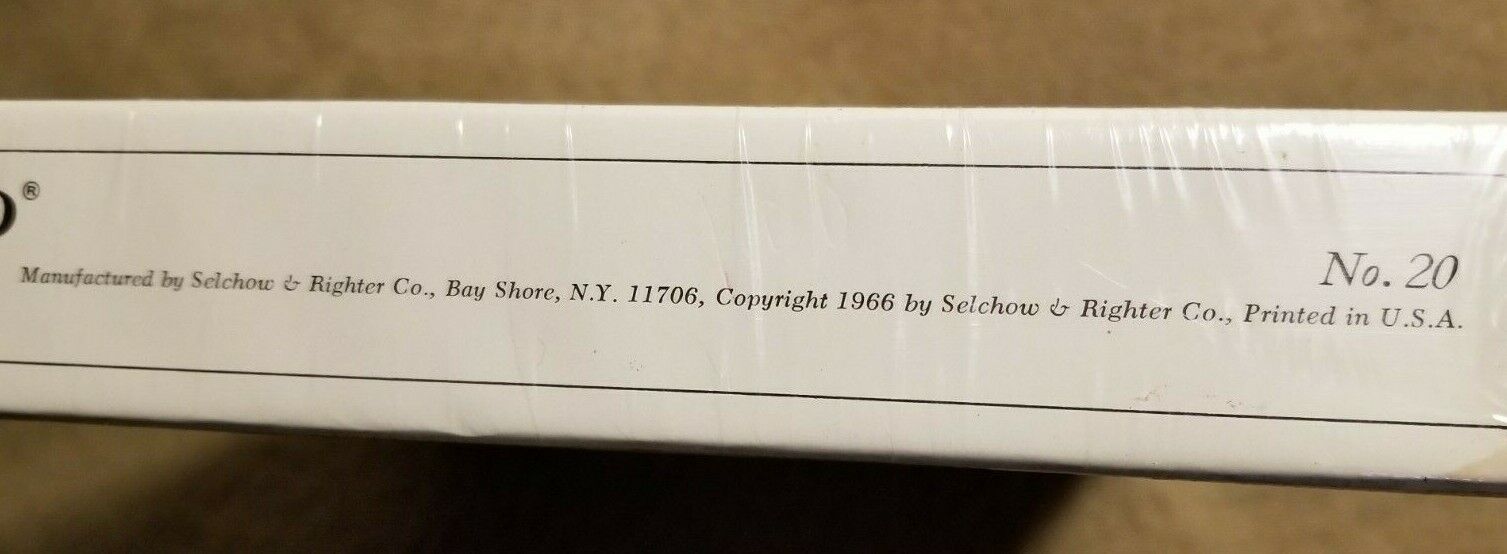 ®
No. 20
Manufactured by Selchow & Righter Co., Bay Shore, N.Y. 11706, Copyright 1966 by Selchow & Righter Co., Printed in U.S.A.